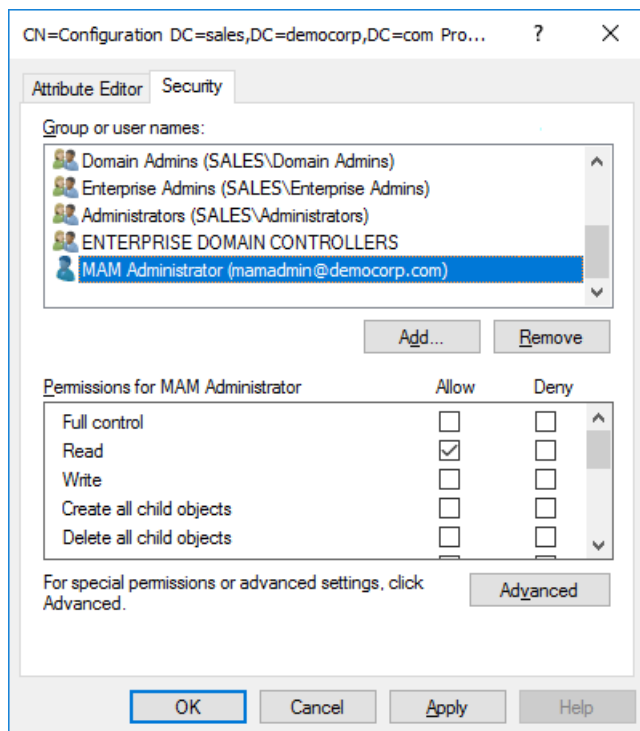 CN=Configuration DC=sales,DC=democorp,DC=com Pro... ?
Attribute Editor Security
Group or user names:
Domain Admins (SALES\Domain Admins)
Enterprise Admins (SALES\Enterprise Admins)
Administrators (SALES\Administrators)
ENTERPRISE DOMAIN CONTROLLERS
MAM Administrator (mamadmin@democorp.com)
Add... Remove
Permissions for MAM Administrator Allow Deny
Full control
Read
Write
Create all child objects
Delete all child objects
For special permissions or advanced settings, click
Advanced. Advanced
OK Cancel Apply Help